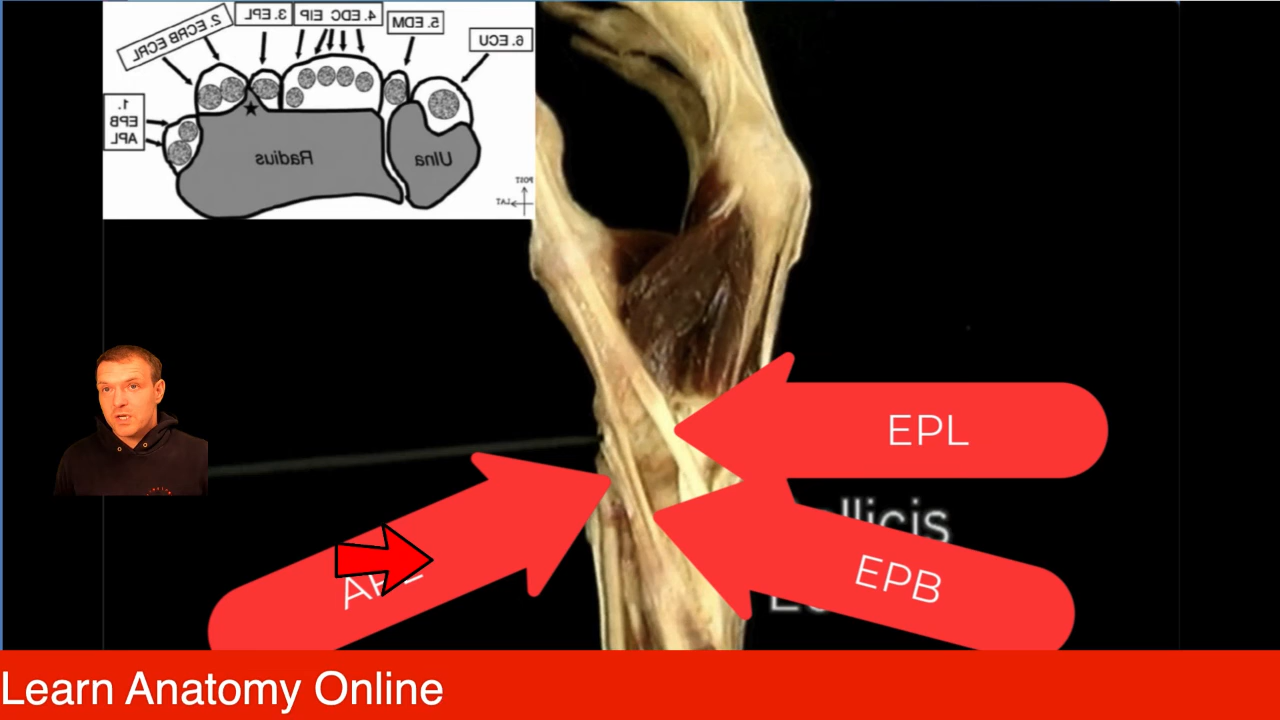 2. ECRB ECRL
3. EPL
4. EDC EIP
5. EDM
6. ECU
1.
EPB
APL
Radius
Ulna
POST
LAT
EPL
APL
EPB
Learn Anatomy Online